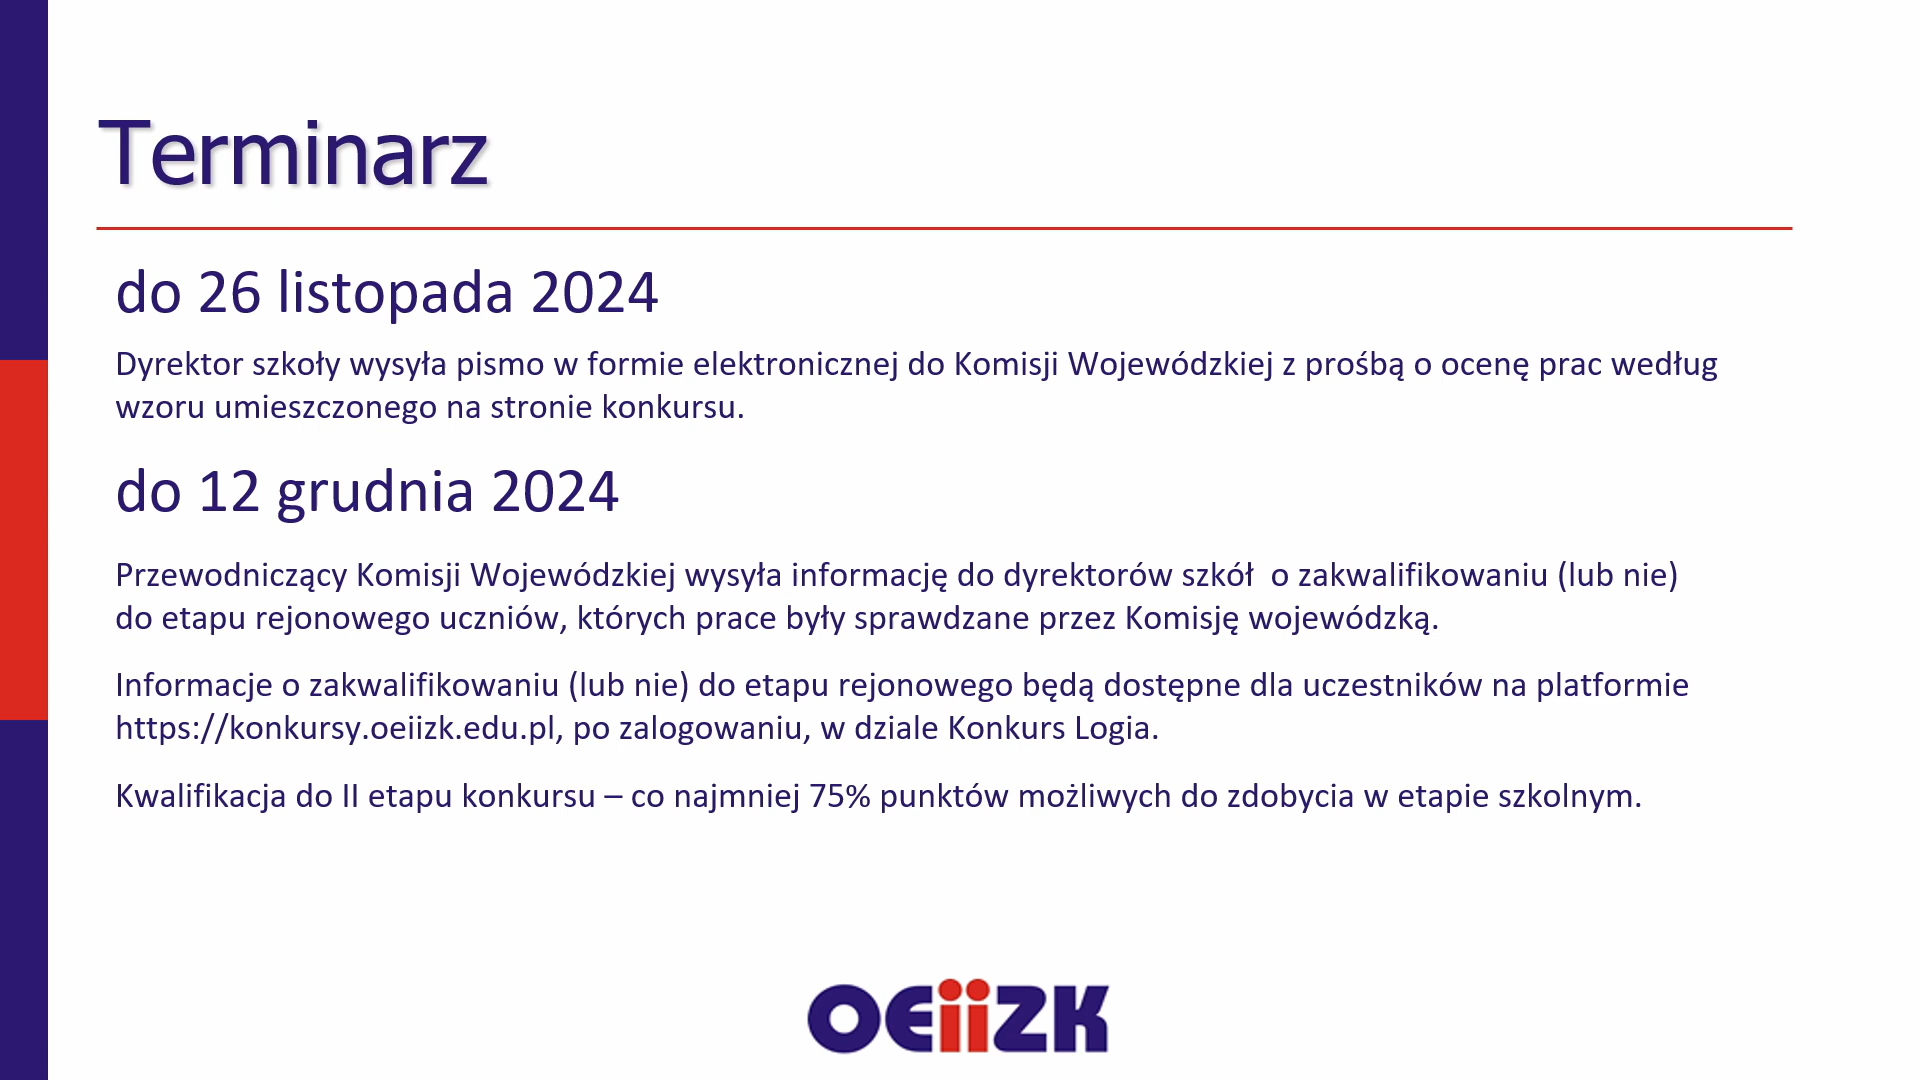 Terminarz
do 26 listopada 2024
Dyrektor szkoły wysyła pismo w formie elektronicznej do Komisji Wojewódzkiej z prośbą o ocenę prac według
wzoru umieszczonego na stronie konkursu.
do 12 grudnia 2024
Przewodniczący Komisji Wojewódzkiej wysyła informację do dyrektorów szkół  o zakwalifikowaniu (lub nie)
do etapu rejonowego uczniów, których prace były sprawdzane przez Komisję wojewódzką.
Informacje o zakwalifikowaniu (lub nie) do etapu rejonowego będą dostępne dla uczestników na platformie
https://konkursy.oeiizk.edu.pl, po zalogowaniu, w dziale Konkurs Logia.
Kwalifikacja do II etapu konkursu – co najmniej 75% punktów możliwych do zdobycia w etapie szkolnym.
OEiiZK